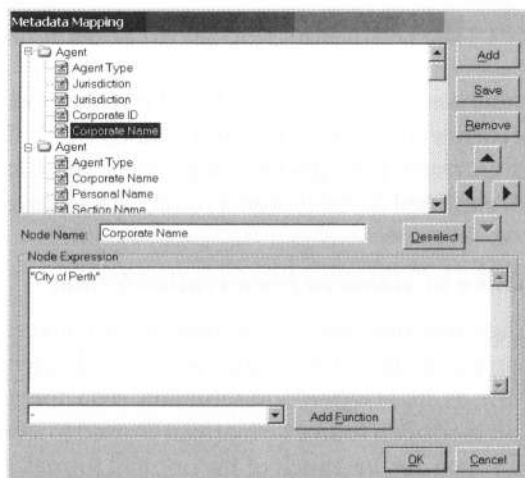 Metadata Mapping
Agent
Agent Type
Jurisdiction
Jurisdiction
Corporate ID
Corporate Name
Agent
Agent Type
Corporate Name
Personal Name
Section Name
Add
Save
Remove
Node Name: Corporate Name
Deselect
Node Expression
"City of Perth"
-
Add Function
OK
Cancel